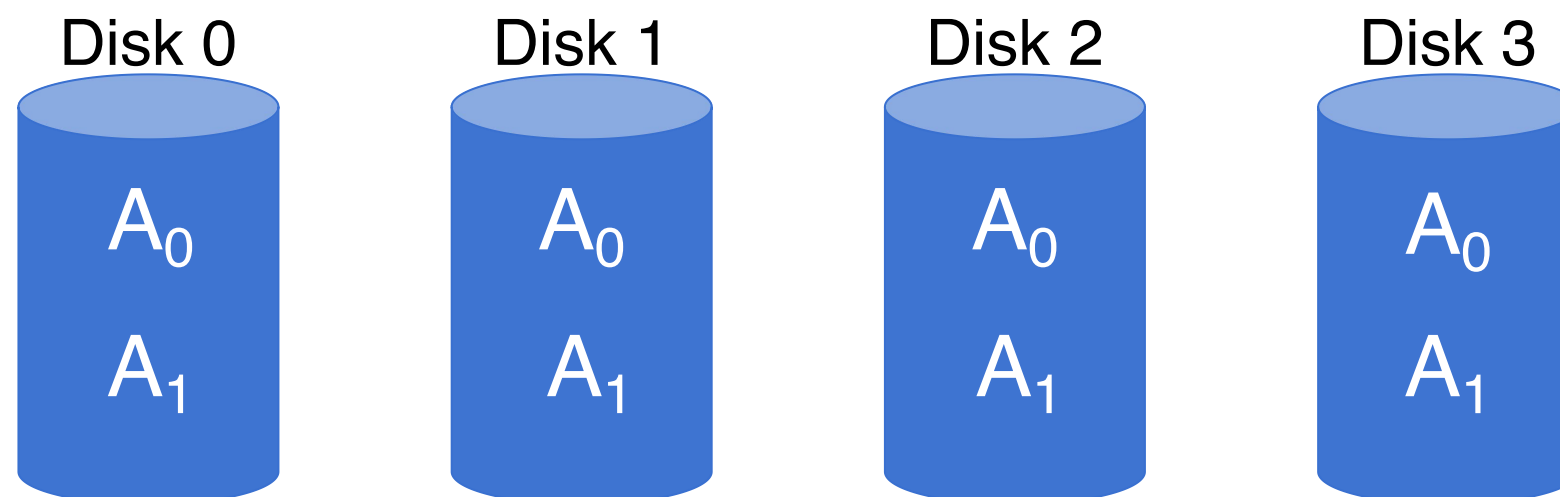 Disk 0 Disk 1 Disk 2 Disk 3
A₀ A₀ A₀ A₀
A₁ A₁ A₁ A₁